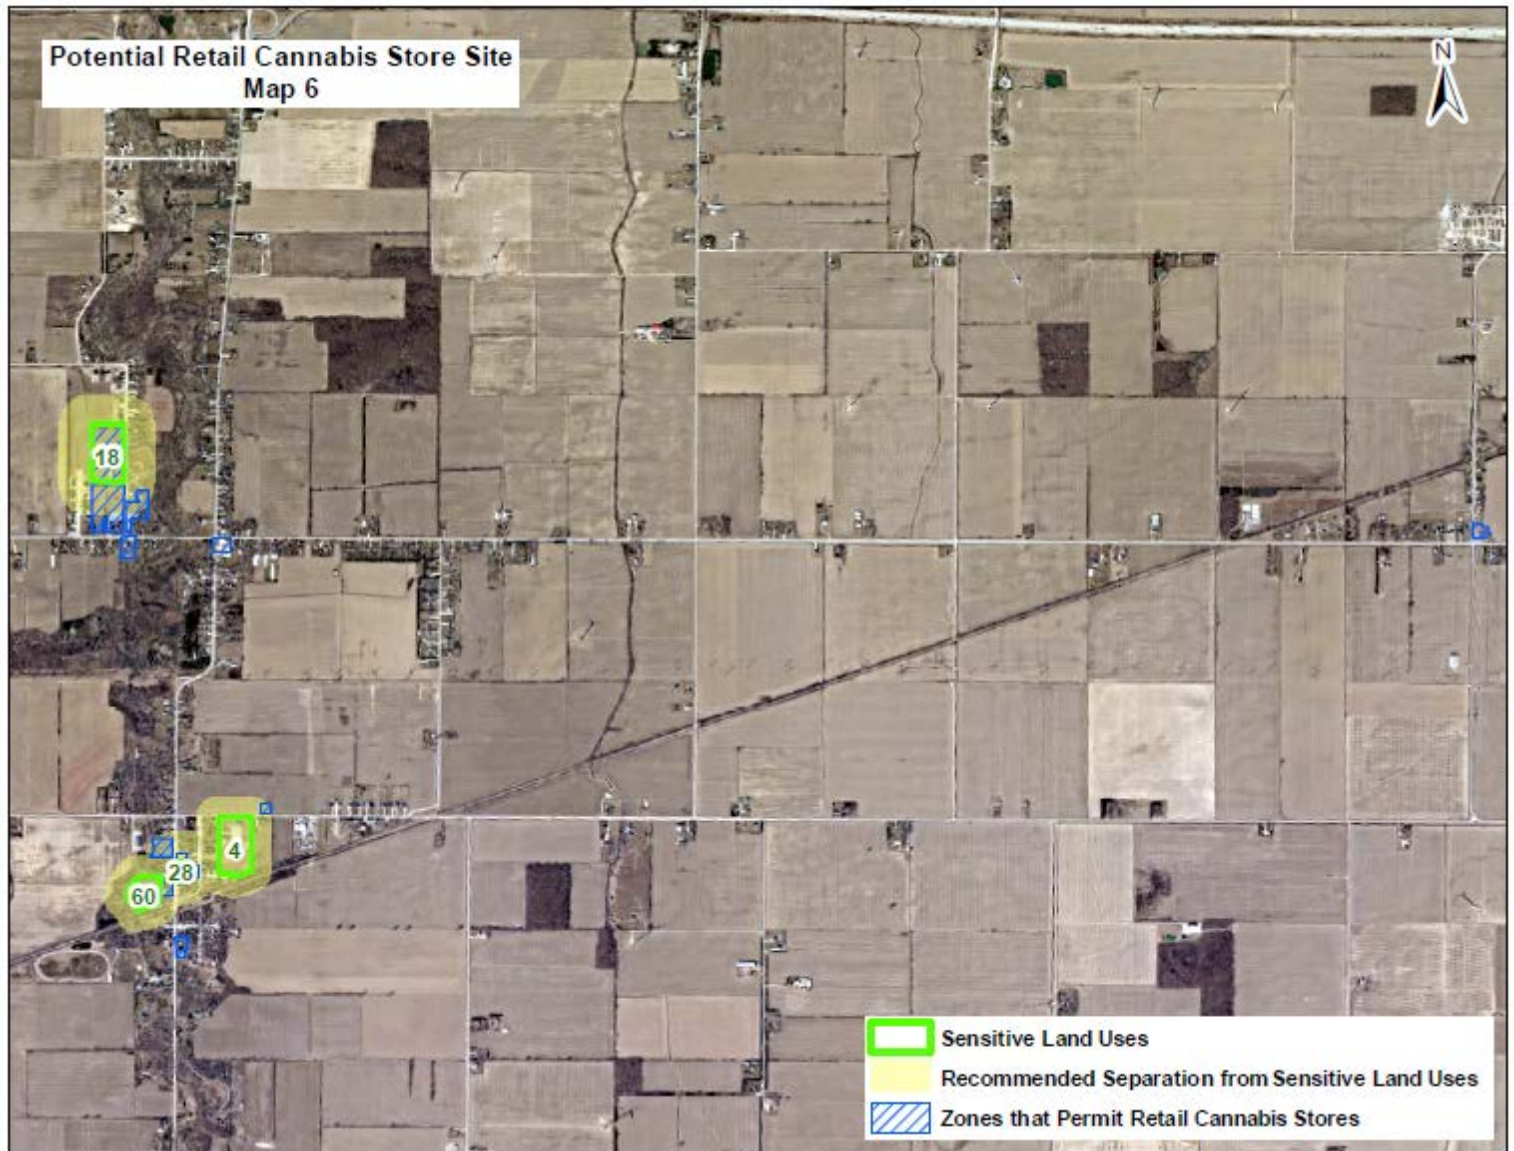 Potential Retail Cannabis Store Site
Map 6
N
18
4
28
60
Sensitive Land Uses
Recommended Separation from Sensitive Land Uses
Zones that Permit Retail Cannabis Stores